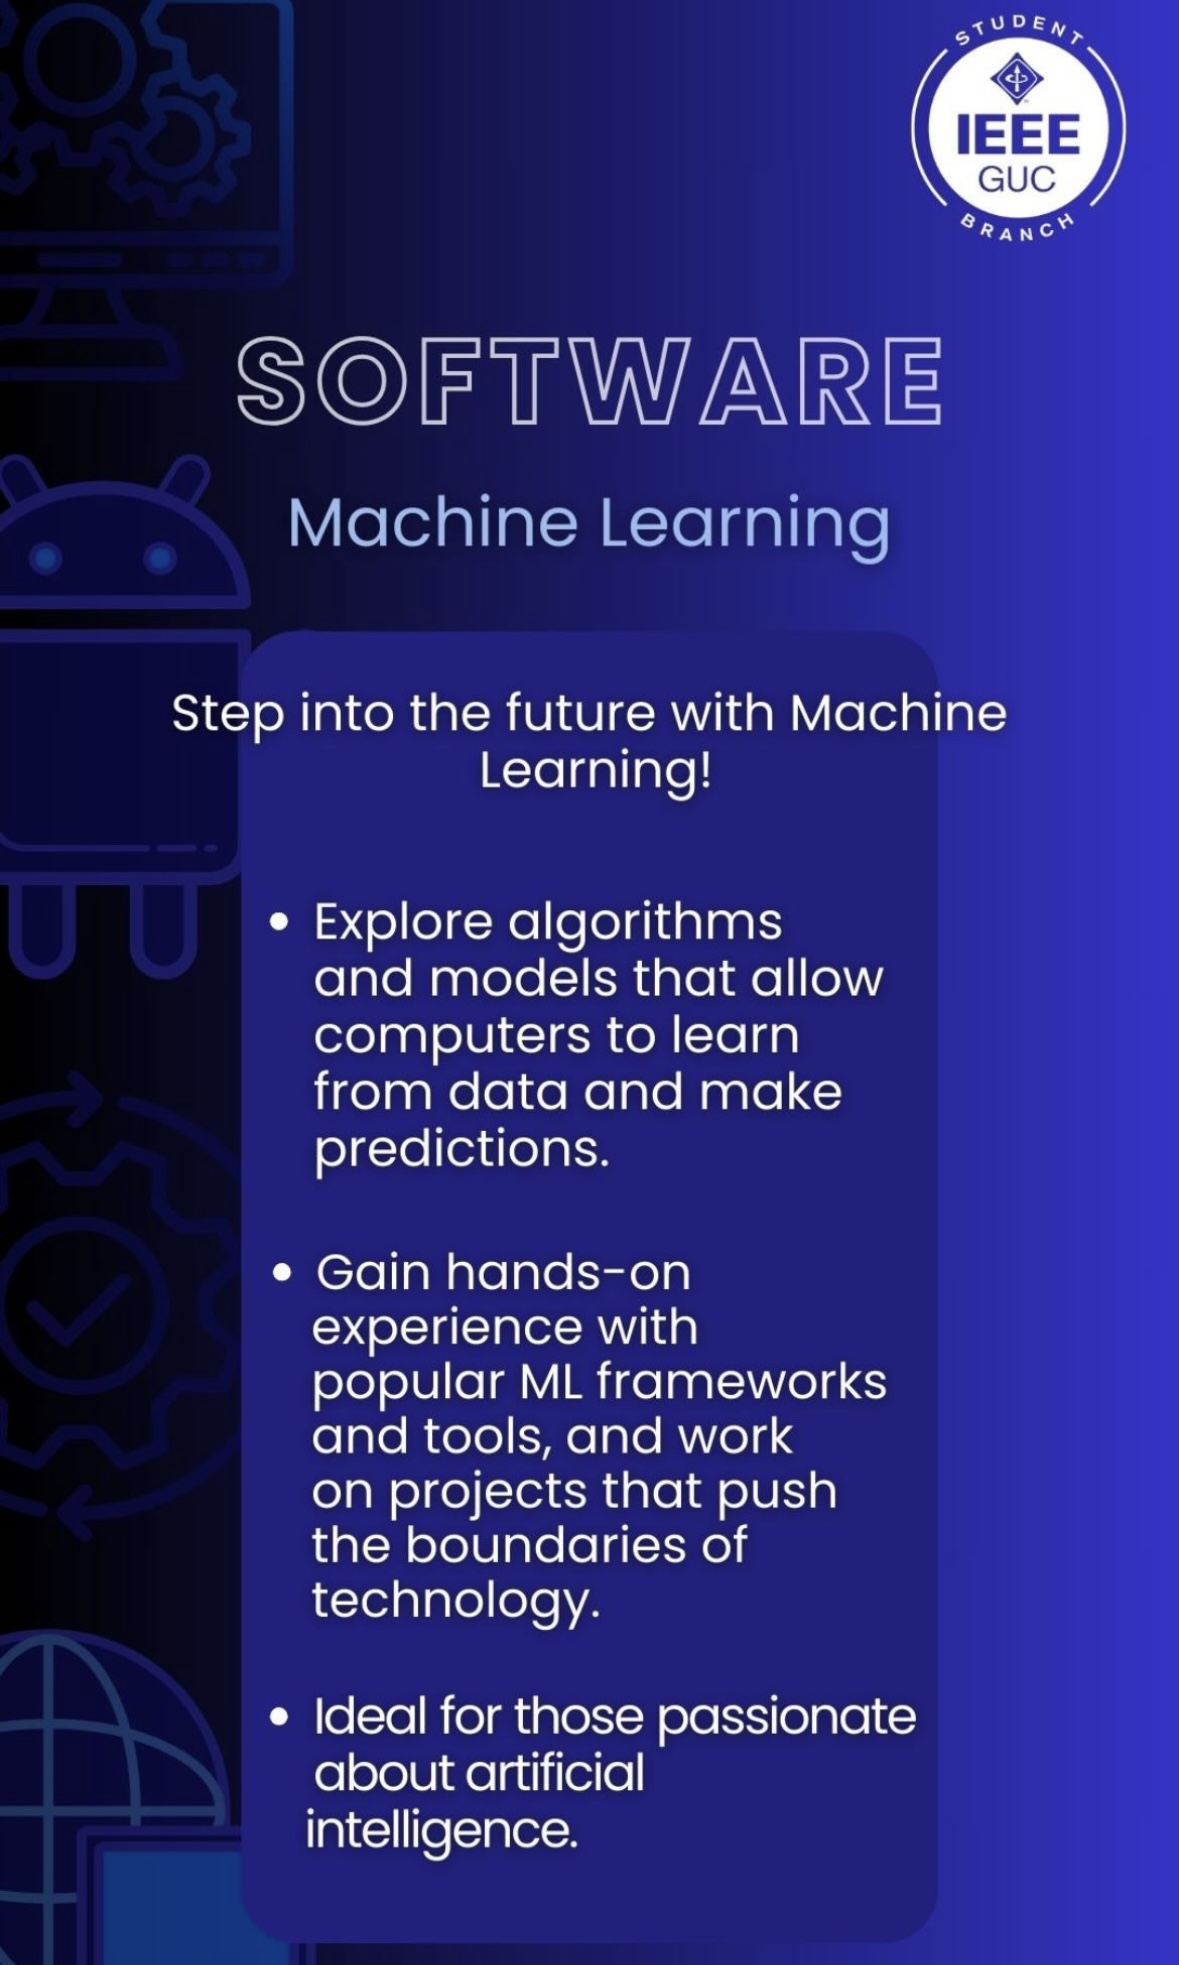 STUDENT
IEEE
GUC
BRANCH
SOFTWARE
Machine Learning
Step into the future with Machine
Learning!
• Explore algorithms
and models that allow
computers to learn
from data and make
predictions.
• Gain hands-on
experience with
popular ML frameworks
and tools, and work
on projects that push
the boundaries of
technology.
• Ideal for those passionate
about artificial
intelligence.